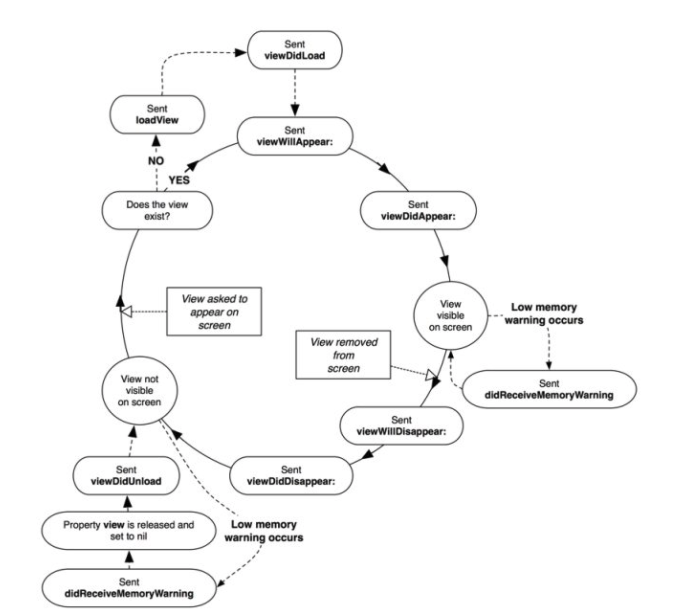 Sent
viewDidLoad
Sent
loadView
Sent
viewWillAppear:
NO
YES
Does the view
exist?
Sent
viewDidAppear:
View asked to
appear on
screen
View
visible
on screen
Low memory
warning occurs
View removed
from
screen
Sent
didReceiveMemoryWarning
View not
visible
on screen
Sent
viewWillDisappear:
Sent
viewDidUnload
Sent
viewDidDisappear:
Property view is released and
set to nil
Low memory
warning occurs
Sent
didReceiveMemoryWarning